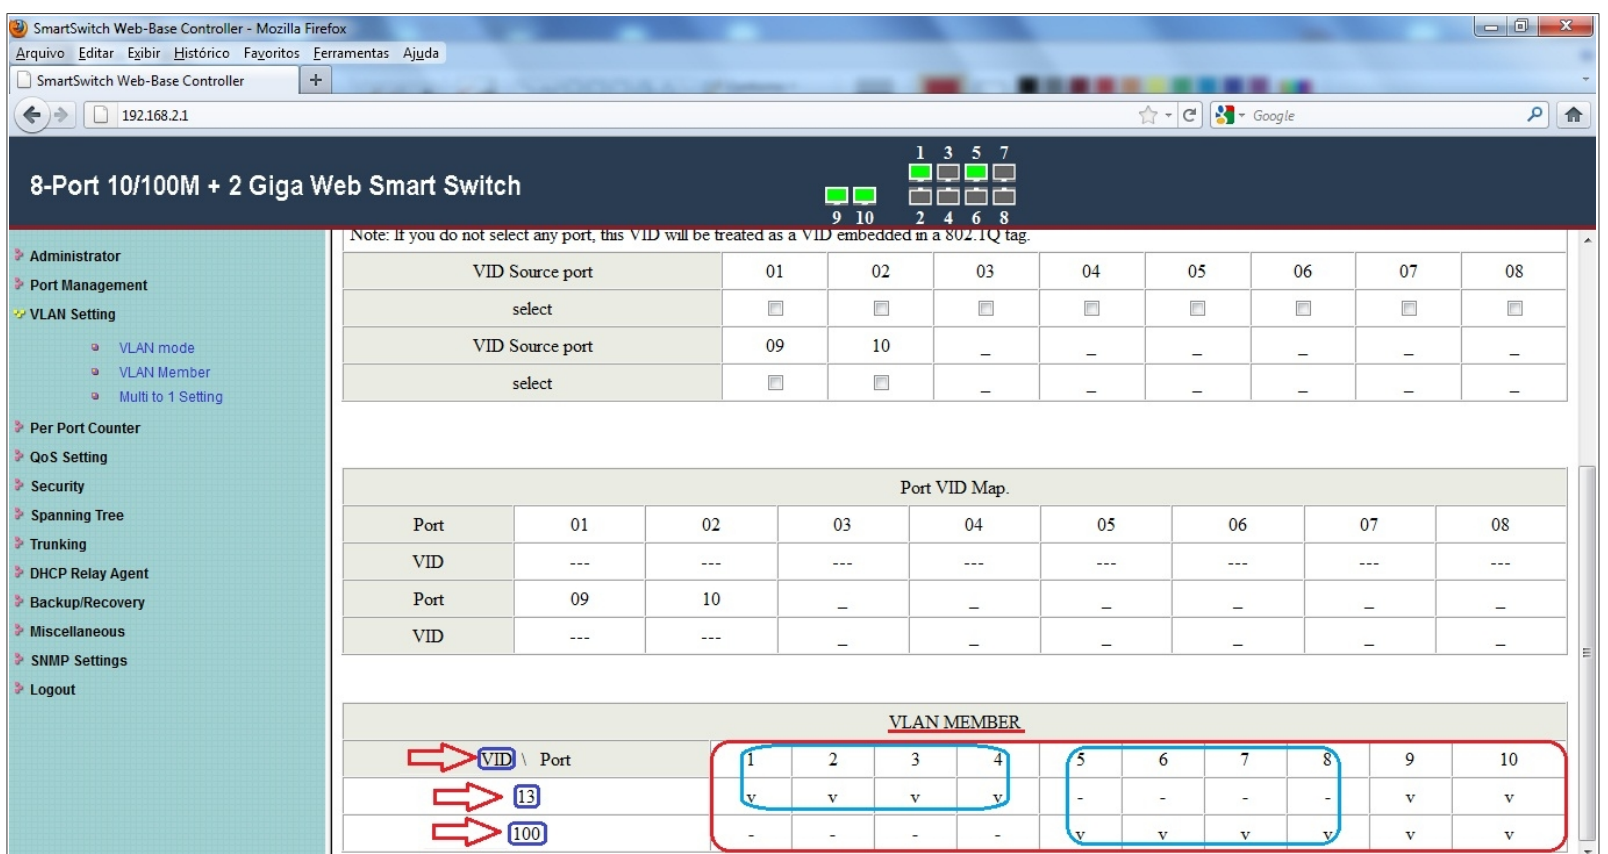 SmartSwitch Web-Base Controller - Mozilla Firefox
Arquivo Editar Exibir Histórico Favoritos Ferramentas Ajuda
SmartSwitch Web-Base Controller +
192.168.2.1 Google
8-Port 10/100M + 2 Giga Web Smart Switch
1 3 5 7
9 10 2 4 6 8
Administrator
Port Management
VLAN Setting
VLAN mode
VLAN Member
Multi to 1 Setting
Per Port Counter
QoS Setting
Security
Spanning Tree
Trunking
DHCP Relay Agent
Backup/Recovery
Miscellaneous
SNMP Settings
Logout
Note: If you do not select any port, this VID will be treated as a VID embedded in a 802.1Q tag.
VID Source port 01 02 03 04 05 06 07 08
select
VID Source port 09 10 _ _ _ _ _ _
select _ _ _ _ _ _
Port VID Map.
Port 01 02 03 04 05 06 07 08
VID --- --- --- --- --- --- --- ---
Port 09 10 _ _ _ _ _ _
VID --- --- _ _ _ _ _ _
VLAN MEMBER
VID \ Port 1 2 3 4 5 6 7 8 9 10
13 v v v v - - - - v v
100 - - - - v v v v v v